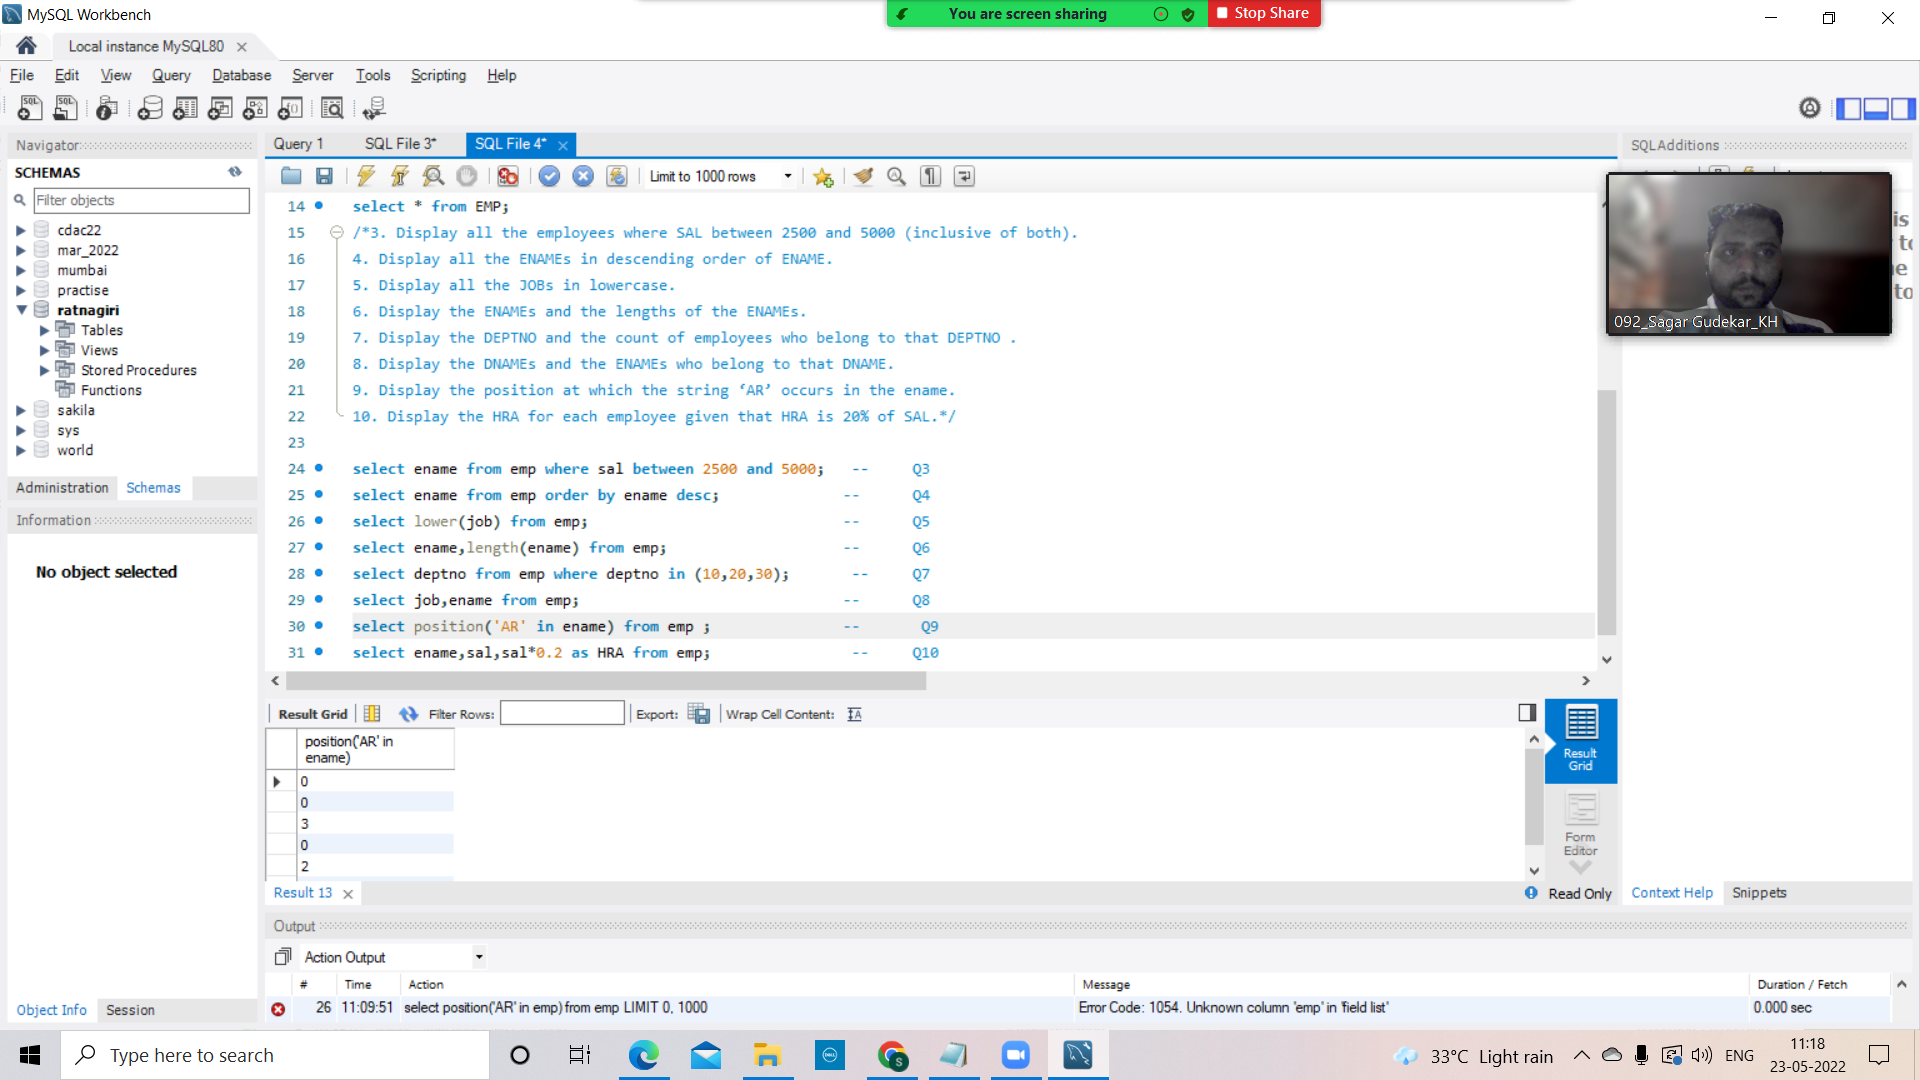 MySQL Workbench
You are screen sharing
Stop Share
Local instance MySQL80
File Edit View Query Database Server Tools Scripting Help
Navigator
SCHEMAS
Filter objects
cdac22
mar_2022
mumbai
practise
ratnagiri
Tables
Views
Stored Procedures
Functions
sakila
sys
world
Administration Schemas
Information
No object selected
Object Info Session
Query 1 SQL File 3* SQL File 4*
Limit to 1000 rows
14 select * from EMP;
15 /*3. Display all the employees where SAL between 2500 and 5000 (inclusive of both).
16 4. Display all the ENAMEs in descending order of ENAME.
17 5. Display all the JOBs in lowercase.
18 6. Display the ENAMEs and the lengths of the ENAMEs.
19 7. Display the DEPTNO and the count of employees who belong to that DEPTNO .
20 8. Display the DNAMEs and the ENAMEs who belong to that DNAME.
21 9. Display the position at which the string ‘AR’ occurs in the ename.
22 10. Display the HRA for each employee given that HRA is 20% of SAL.*/
23
24 select ename from emp where sal between 2500 and 5000; -- Q3
25 select ename from emp order by ename desc; -- Q4
26 select lower(job) from emp; -- Q5
27 select ename,length(ename) from emp; -- Q6
28 select deptno from emp where deptno in (10,20,30); -- Q7
29 select job,ename from emp; -- Q8
30 select position('AR' in ename) from emp ; -- Q9
31 select ename,sal,sal*0.2 as HRA from emp; -- Q10
Result Grid Filter Rows: Export: Wrap Cell Content:
position('AR' in
ename)
0
0
3
0
2
Result Grid
Form Editor
Result 13
Read Only
SQLAdditions
092_Sagar Gudekar_KH
Context Help Snippets
Output
Action Output
# Time Action Message Duration / Fetch
26 11:09:51 select position('AR' in emp) from emp LIMIT 0, 1000 Error Code: 1054. Unknown column 'emp' in 'field list' 0.000 sec
Type here to search
33°C Light rain
ENG
11:18
23-05-2022